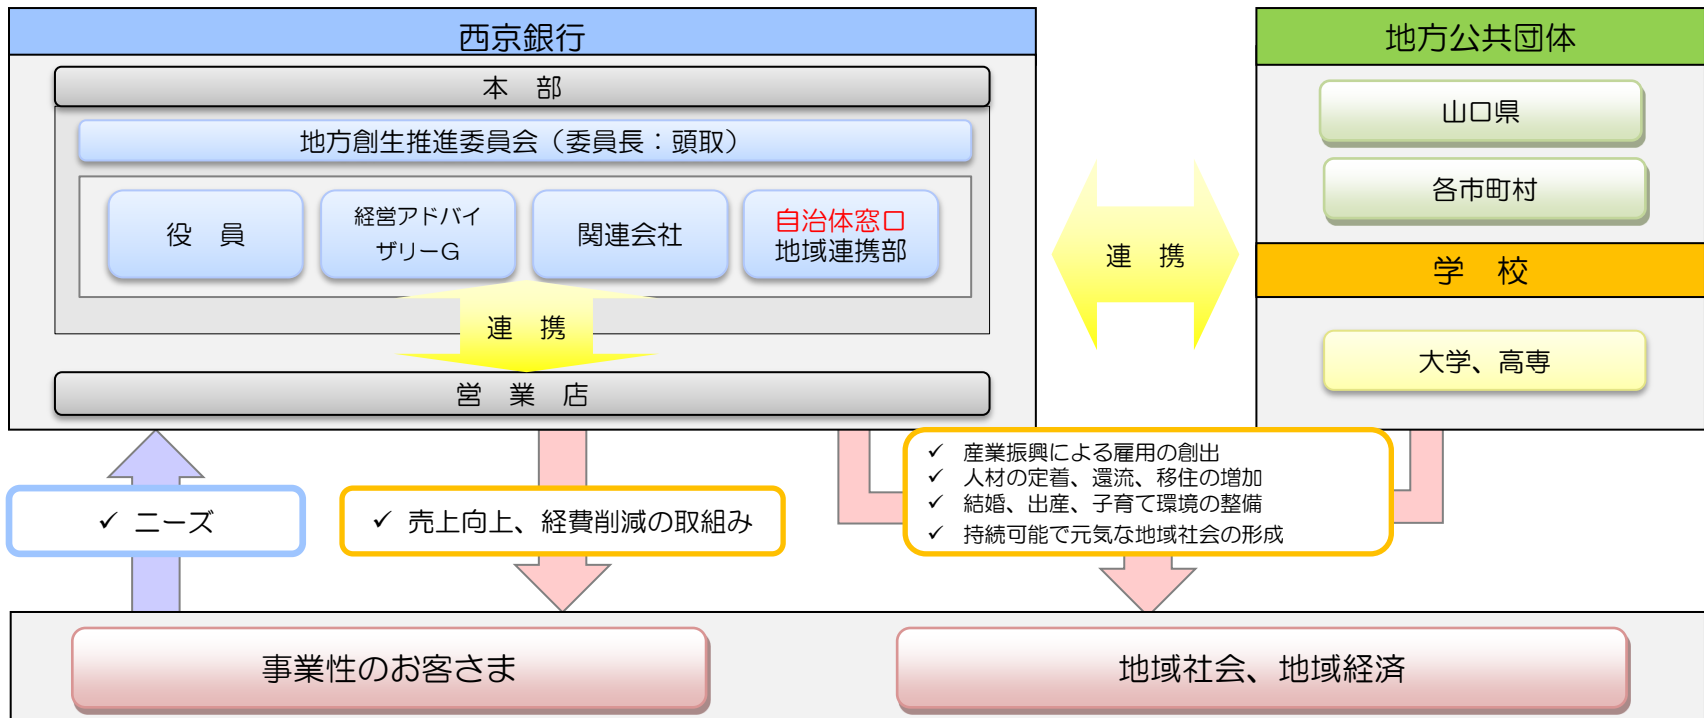 西京銀行
本 部
地方創生推進委員会（委員長：頭取）
役 員
経営アドバイ
ザリーG
関連会社
自治体窓口
地域連携部
連 携
営 業 店
連 携
地方公共団体
山口県
各市町村
学 校
大学、高専
✓ ニーズ
✓ 売上向上、経費削減の取組み
✓ 産業振興による雇用の創出
✓ 人材の定着、還流、移住の増加
✓ 結婚、出産、子育て環境の整備
✓ 持続可能で元気な地域社会の形成
事業性のお客さま
地域社会、地域経済